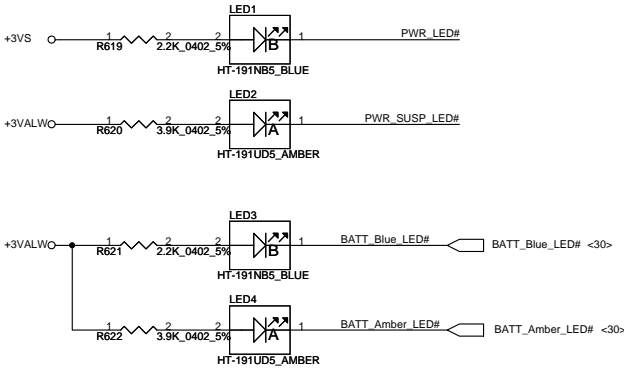 LED1
+3VS 1 2 2 1 PWR_LED#
R619 2.2K_0402_5% B
HT-191NB5_BLUE
LED2
+3VALW 1 2 2 1 PWR_SUSP_LED#
R620 3.9K_0402_5% A
HT-191UD5_AMBER
LED3
+3VALW 1 2 2 1 BATT_Blue_LED# BATT_Blue_LED# <30>
R621 2.2K_0402_5% B
HT-191NB5_BLUE
LED4
1 2 2 1 BATT_Amber_LED# BATT_Amber_LED# <30>
R622 3.9K_0402_5% A
HT-191UD5_AMBER